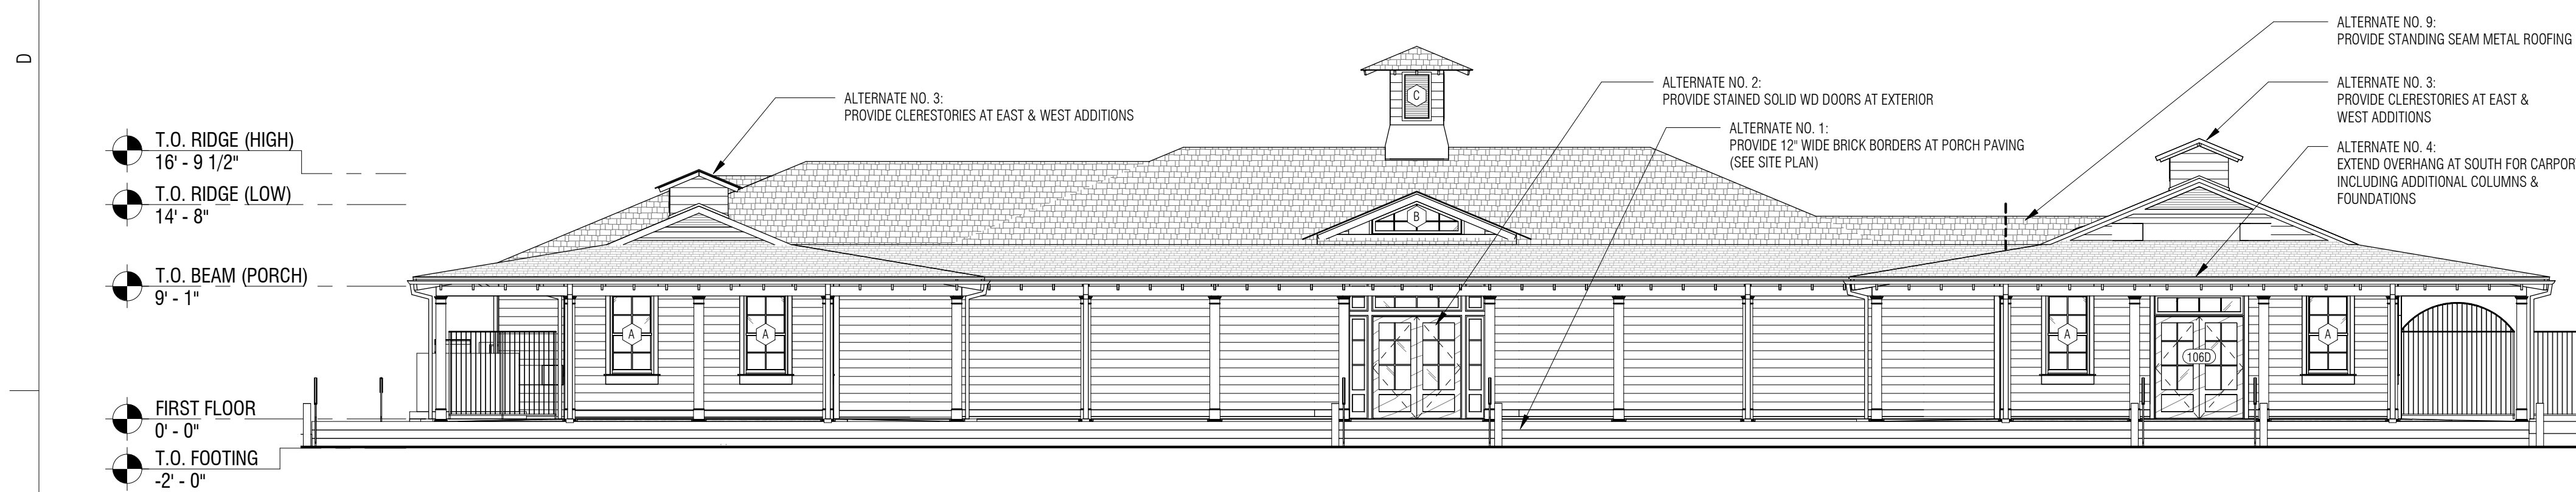 D
T.O. RIDGE (HIGH)
16' - 9 1/2"
T.O. RIDGE (LOW)
14' - 8"
T.O. BEAM (PORCH)
9' - 1"
FIRST FLOOR
0' - 0"
T.O. FOOTING
-2' - 0"
ALTERNATE NO. 3:
PROVIDE CLERESTORIES AT EAST & WEST ADDITIONS
C
B
ALTERNATE NO. 2:
PROVIDE STAINED SOLID WD DOORS AT EXTERIOR
ALTERNATE NO. 1:
PROVIDE 12" WIDE BRICK BORDERS AT PORCH PAVING
(SEE SITE PLAN)
ALTERNATE NO. 9:
PROVIDE STANDING SEAM METAL ROOFING
ALTERNATE NO. 3:
PROVIDE CLERESTORIES AT EAST &
WEST ADDITIONS
ALTERNATE NO. 4:
EXTEND OVERHANG AT SOUTH FOR CARPOR
INCLUDING ADDITIONAL COLUMNS &
FOUNDATIONS
A
A
A
106D
A